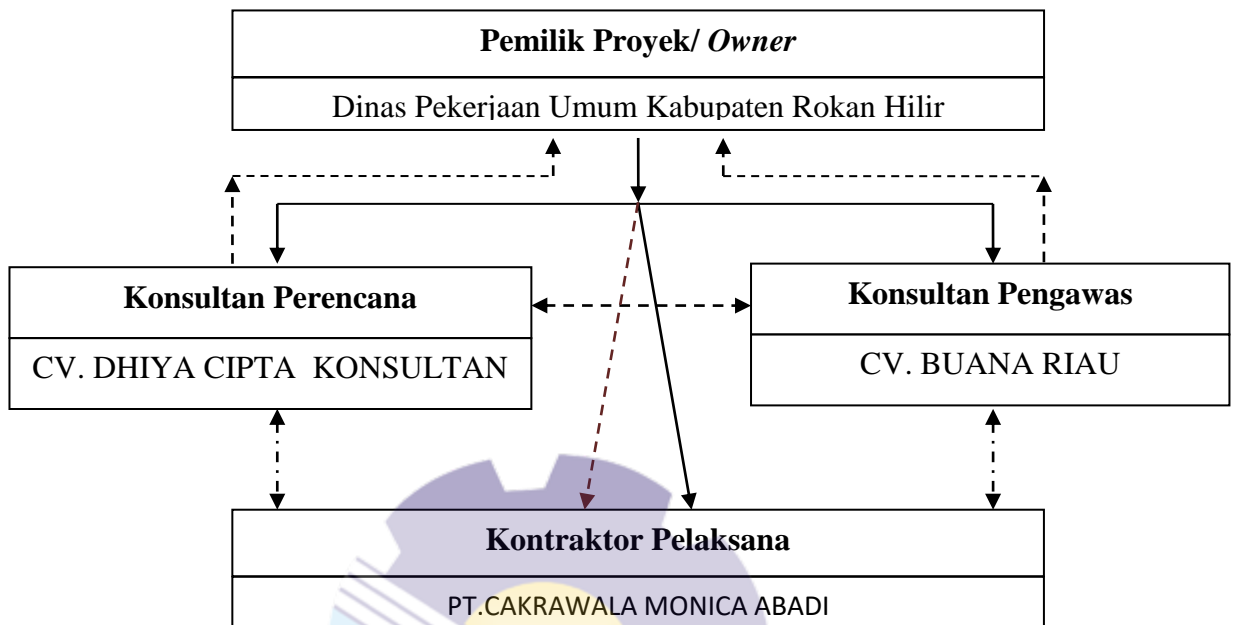 Pemilik Proyek/ Owner
Dinas Pekerjaan Umum Kabupaten Rokan Hilir
Konsultan Perencana
CV. DHIYA CIPTA KONSULTAN
Konsultan Pengawas
CV. BUANA RIAU
Kontraktor Pelaksana
PT.CAKRAWALA MONICA ABADI